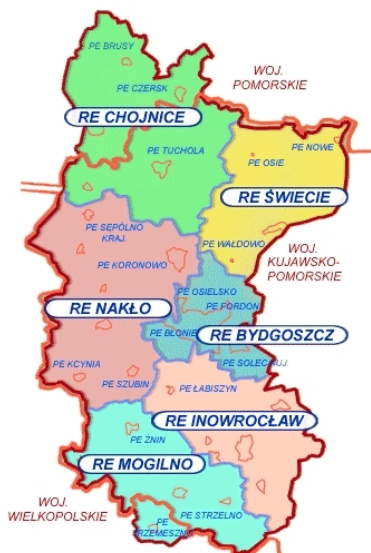 PE BRUSY
WOJ.
POMORSKIE
PE CZERSK
RE CHOJNICE
PE NOWE
PE TUCHOLA
PE OSIE
RE ŚWIECIE
PE SĘPÓLNO
KRAJ.
PE WAŁDOWO
WOJ.
KUJAWSKO-
POMORSKIE
PE KORONOWO
PE OSIELSKO
RE NAKŁO
PE FORDON
PE BŁONIE
RE BYDGOSZCZ
PE KCYNIA
PE SOLEC KUJ.
PE SZUBIN
PE ŁABISZYN
RE INOWROCŁAW
PE ŻNIN
RE MOGILNO
WOJ.
WIELKOPOLSKIE
PE STRZELNO
PE
TRZEMESZNO